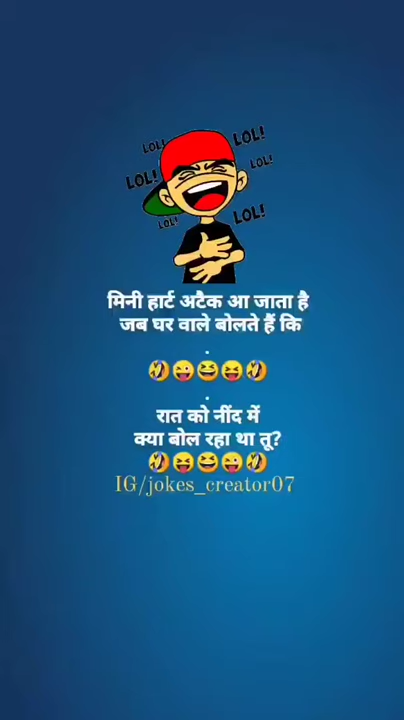 LOL!
LOL!
LOL!
LOL!
LOL!
LOL!
मिनी हार्ट अटैक आ जाता है
जब घर वाले बोलते हैं कि
.
🤣😜😆😝🤣
.
रात को नींद में
क्या बोल रहा था तू?
🤣😝😆😜🤣
IG/jokes_creator07